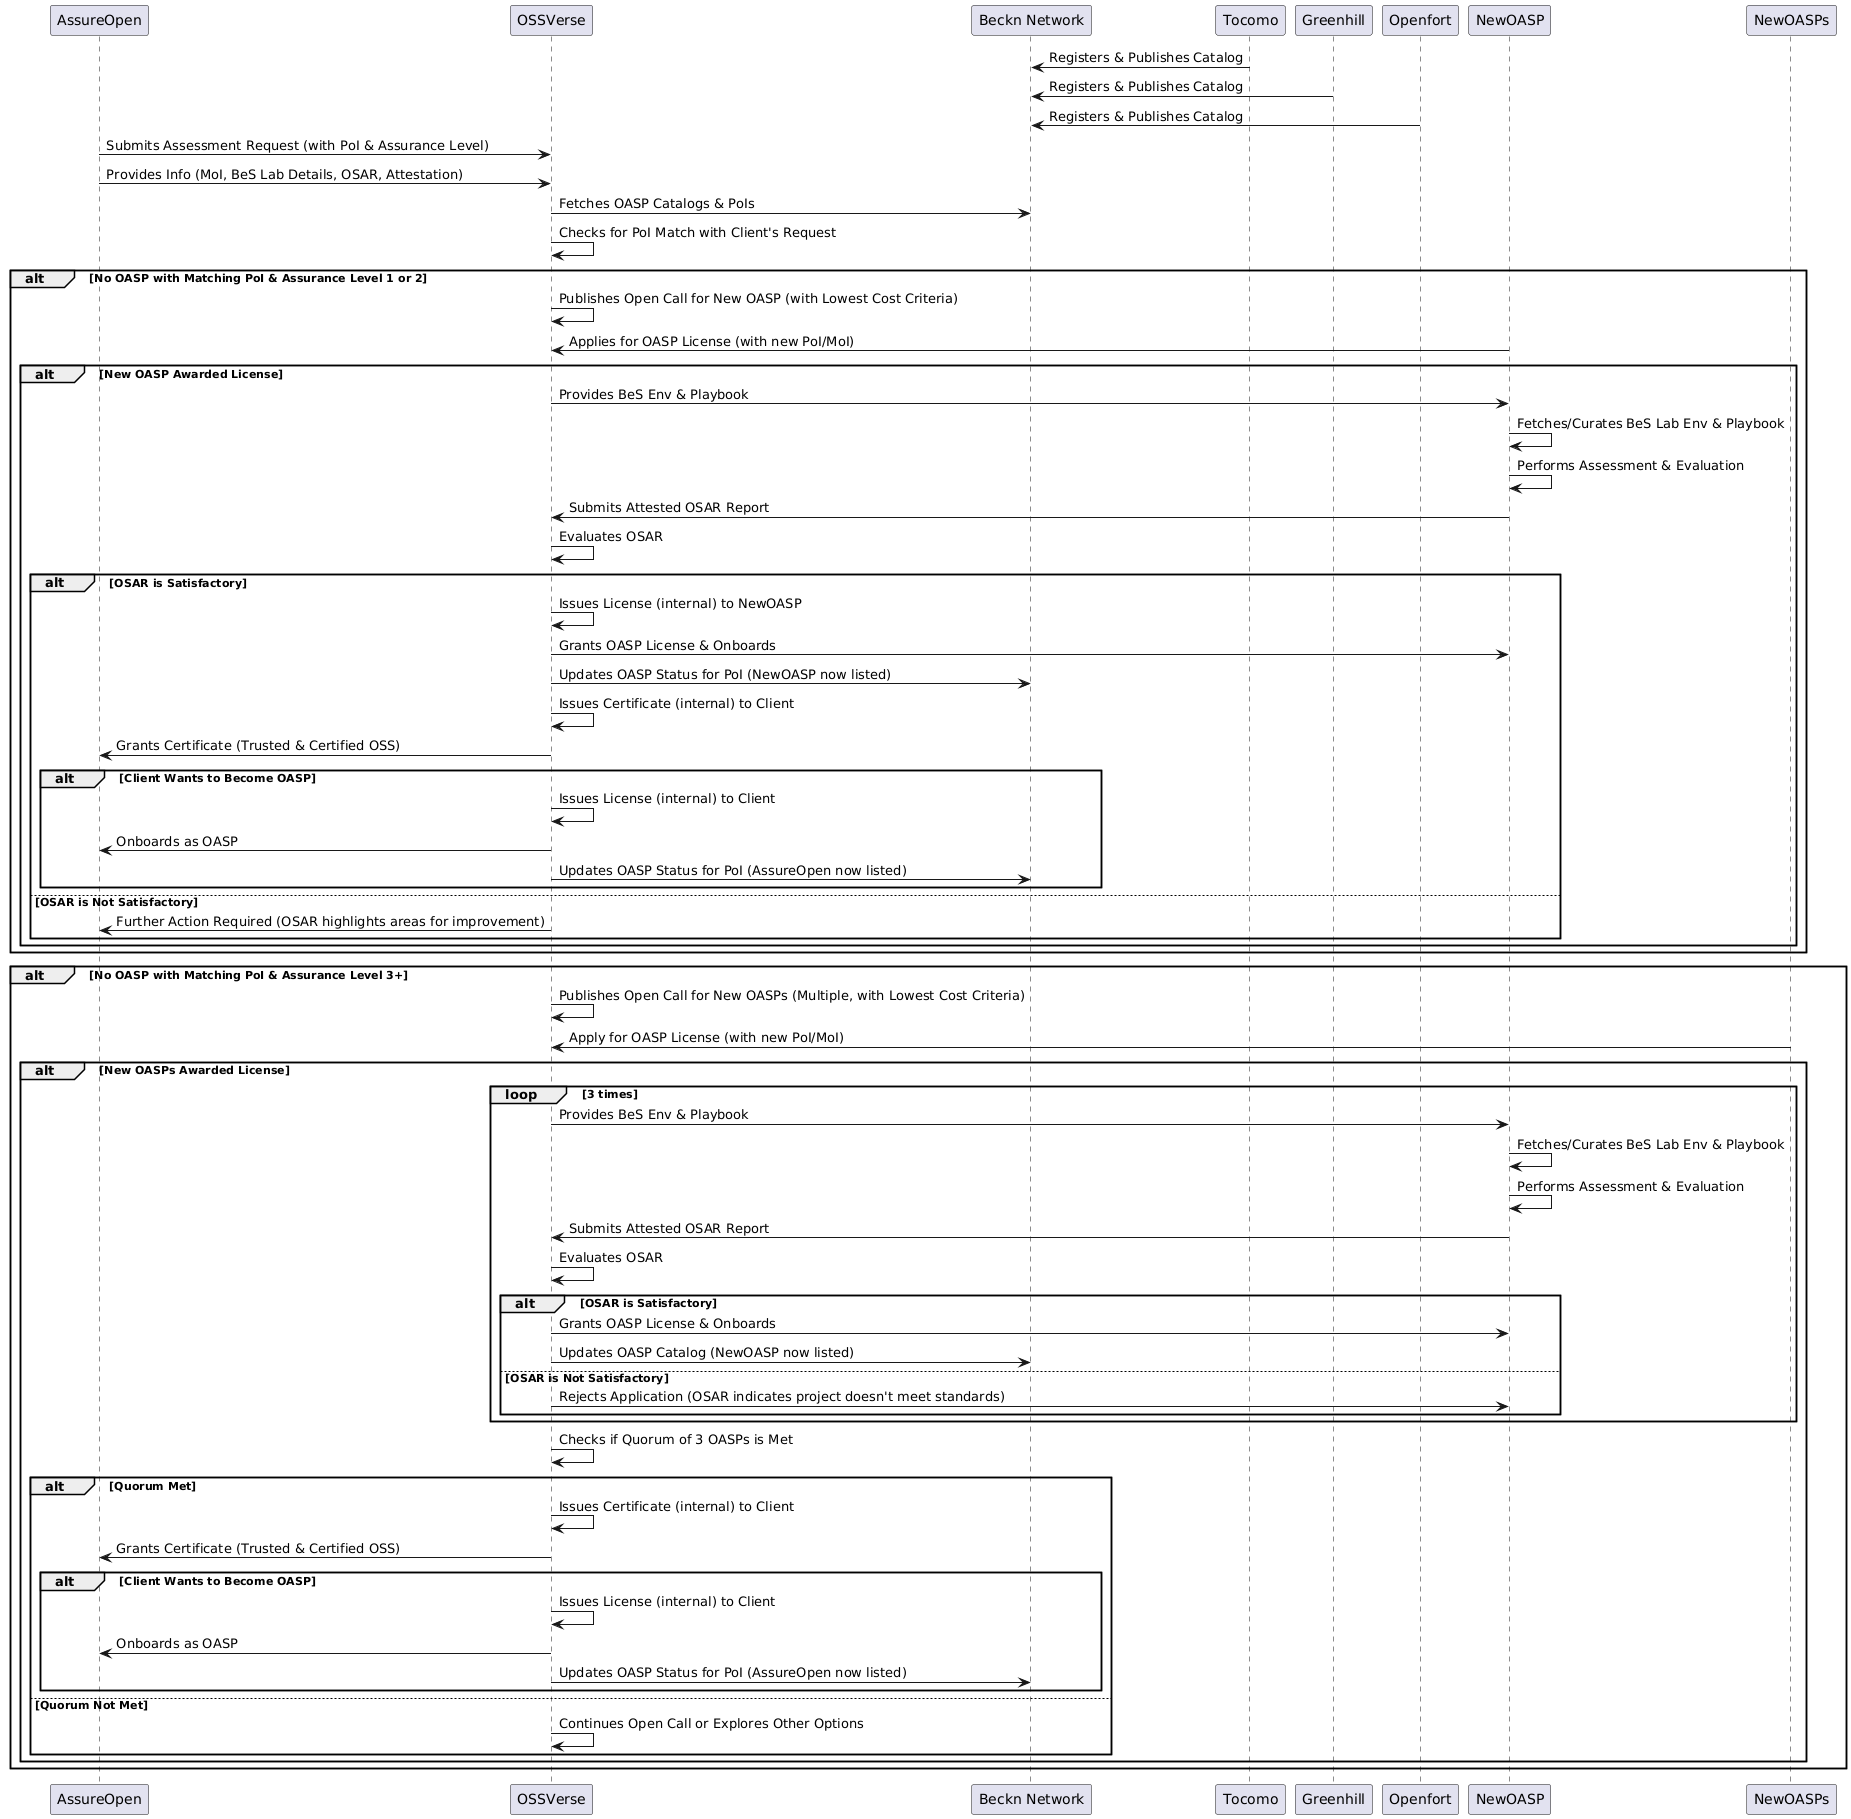 AssureOpen OSSVerse Beckn Network Tocomo Greenhill Openfort NewOASP NewOASPs
Registers & Publishes Catalog
Registers & Publishes Catalog
Registers & Publishes Catalog
Submits Assessment Request (with PoI & Assurance Level)
Provides Info (MoI, BeS Lab Details, OSAR, Attestation)
Fetches OASP Catalogs & PoIs
Checks for PoI Match with Client's Request
alt [No OASP with Matching PoI & Assurance Level 1 or 2]
Publishes Open Call for New OASP (with Lowest Cost Criteria)
Applies for OASP License (with new PoI/MoI)
alt [New OASP Awarded License]
Provides BeS Env & Playbook
Fetches/Curates BeS Lab Env & Playbook
Performs Assessment & Evaluation
Submits Attested OSAR Report
Evaluates OSAR
alt [OSAR is Satisfactory]
Issues License (internal) to NewOASP
Grants OASP License & Onboards
Updates OASP Status for PoI (NewOASP now listed)
Issues Certificate (internal) to Client
Grants Certificate (Trusted & Certified OSS)
alt [Client Wants to Become OASP]
Issues License (internal) to Client
Onboards as OASP
Updates OASP Status for PoI (AssureOpen now listed)
[OSAR is Not Satisfactory]
Further Action Required (OSAR highlights areas for improvement)
alt [No OASP with Matching PoI & Assurance Level 3+]
Publishes Open Call for New OASPs (Multiple, with Lowest Cost Criteria)
Apply for OASP License (with new PoI/MoI)
alt [New OASPs Awarded License]
loop [3 times]
Provides BeS Env & Playbook
Fetches/Curates BeS Lab Env & Playbook
Performs Assessment & Evaluation
Submits Attested OSAR Report
Evaluates OSAR
alt [OSAR is Satisfactory]
Grants OASP License & Onboards
Updates OASP Catalog (NewOASP now listed)
[OSAR is Not Satisfactory]
Rejects Application (OSAR indicates project doesn't meet standards)
Checks if Quorum of 3 OASPs is Met
alt [Quorum Met]
Issues Certificate (internal) to Client
Grants Certificate (Trusted & Certified OSS)
alt [Client Wants to Become OASP]
Issues License (internal) to Client
Onboards as OASP
Updates OASP Status for PoI (AssureOpen now listed)
[Quorum Not Met]
Continues Open Call or Explores Other Options
AssureOpen OSSVerse Beckn Network Tocomo Greenhill Openfort NewOASP NewOASPs